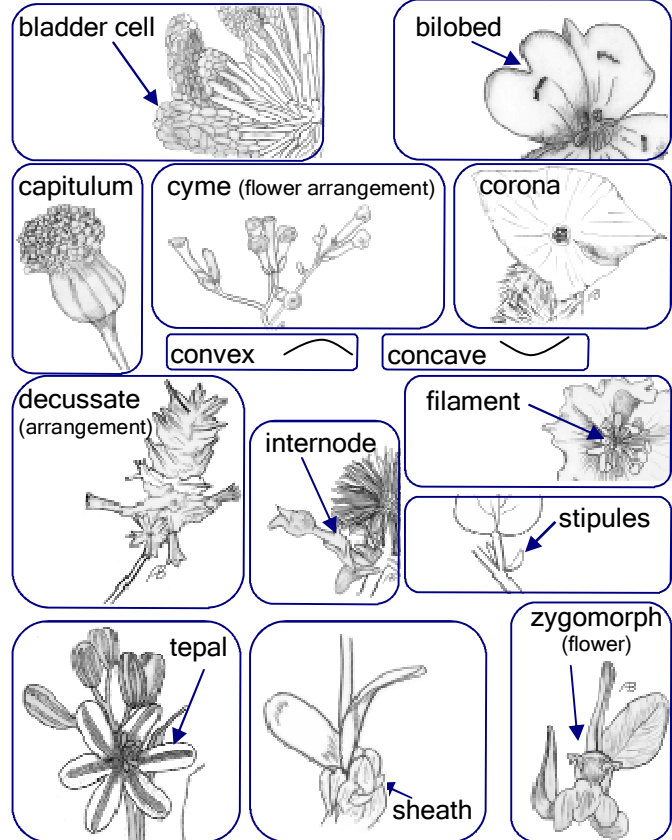 bladder cell
bilobed
capitulum
cyme (flower arrangement)
corona
convex
concave
decussate
(arrangement)
filament
internode
stipules
zygomorph
(flower)
tepal
sheath